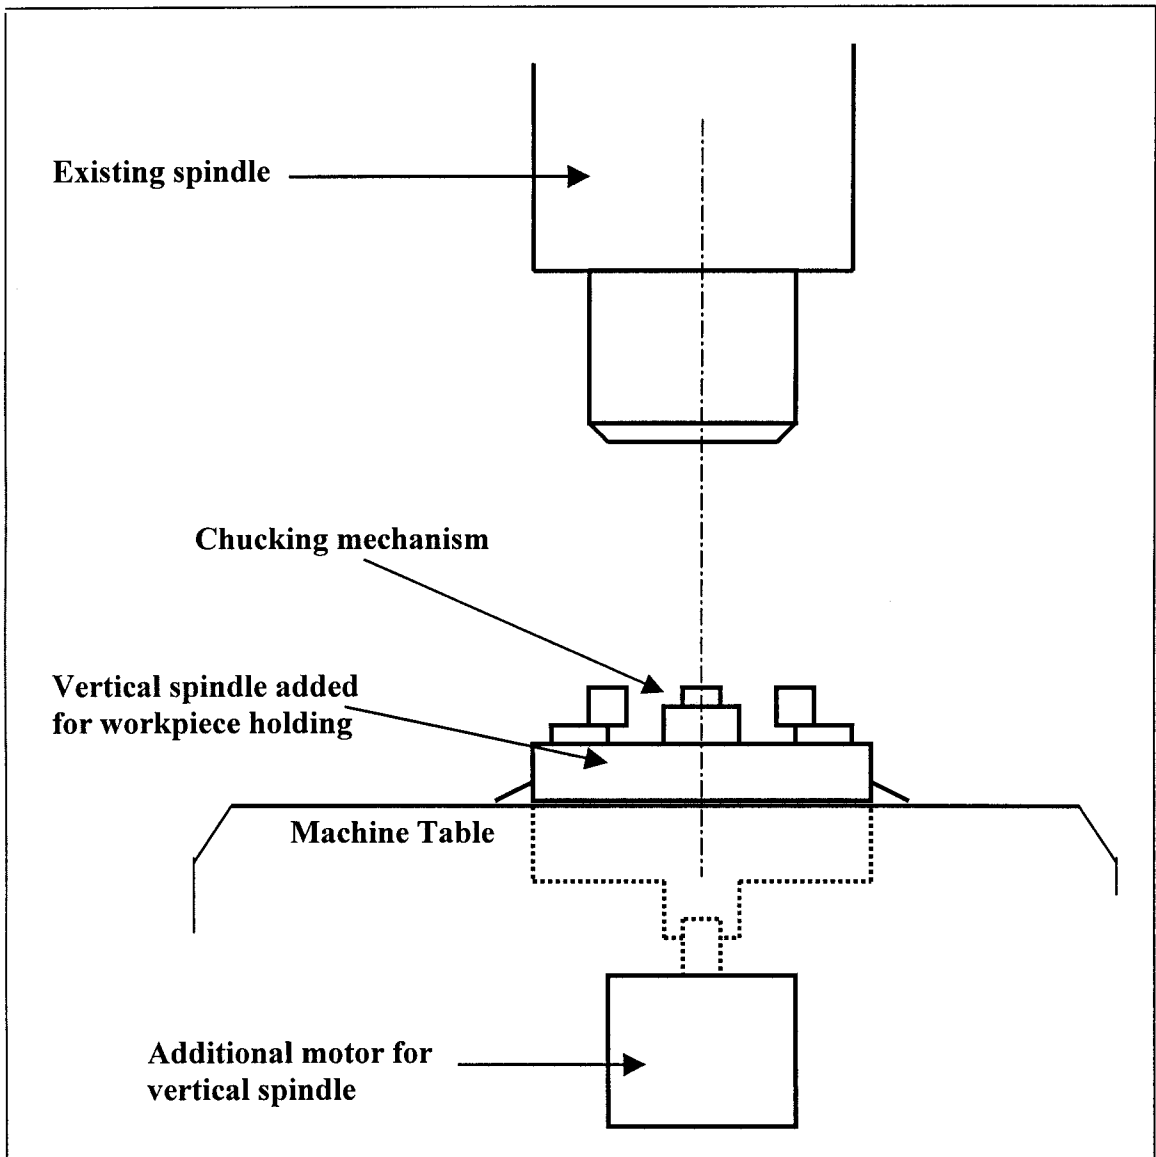 Existing spindle
Chucking mechanism
Vertical spindle added
for workpiece holding
Machine Table
Additional motor for
vertical spindle